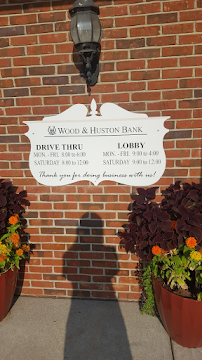 WOOD & HUSTON BANK
DRIVE THRU
MON. - FRI. 8:00 to 6:00
SATURDAY 8:00 to 12:00
LOBBY
MON. - FRI. 9:00 to 4:00
SATURDAY 9:00 to 12:00
Thank you for doing business with us!